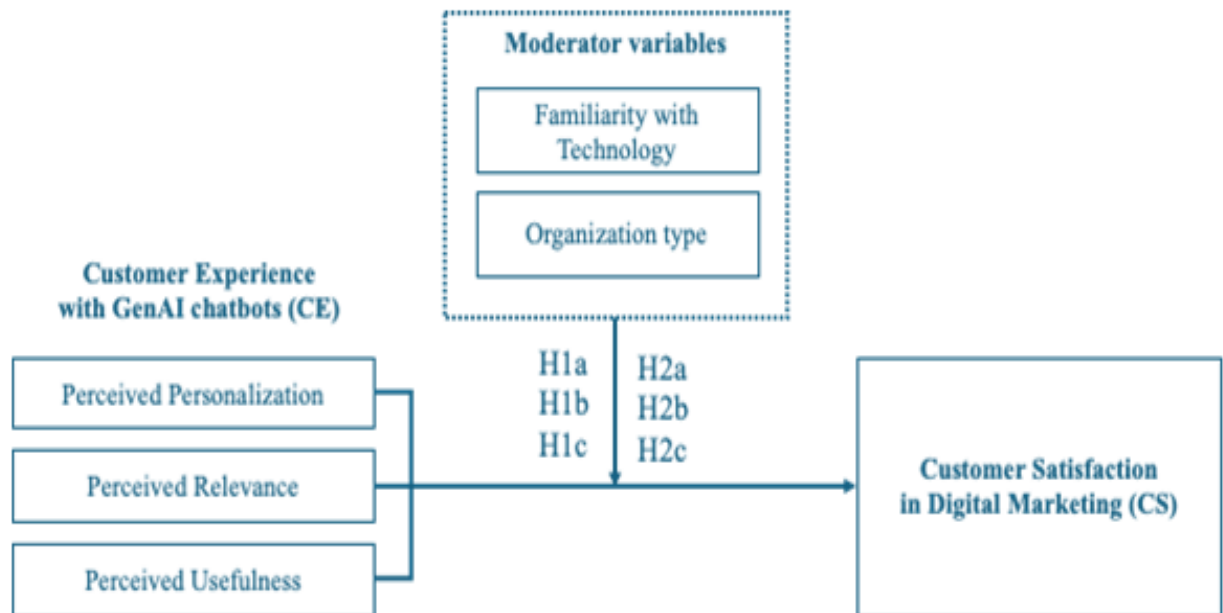 Moderator variables
Familiarity with
Technology
Organization type
Customer Experience
with GenAI chatbots (CE)
Perceived Personalization
Perceived Relevance
Perceived Usefulness
H1a
H1b
H1c
H2a
H2b
H2c
Customer Satisfaction
in Digital Marketing (CS)